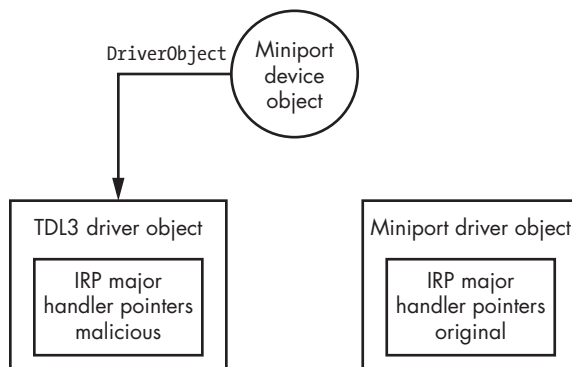 DriverObject
Miniport
device
object
TDL3 driver object
IRP major
handler pointers
malicious
Miniport driver object
IRP major
handler pointers
original